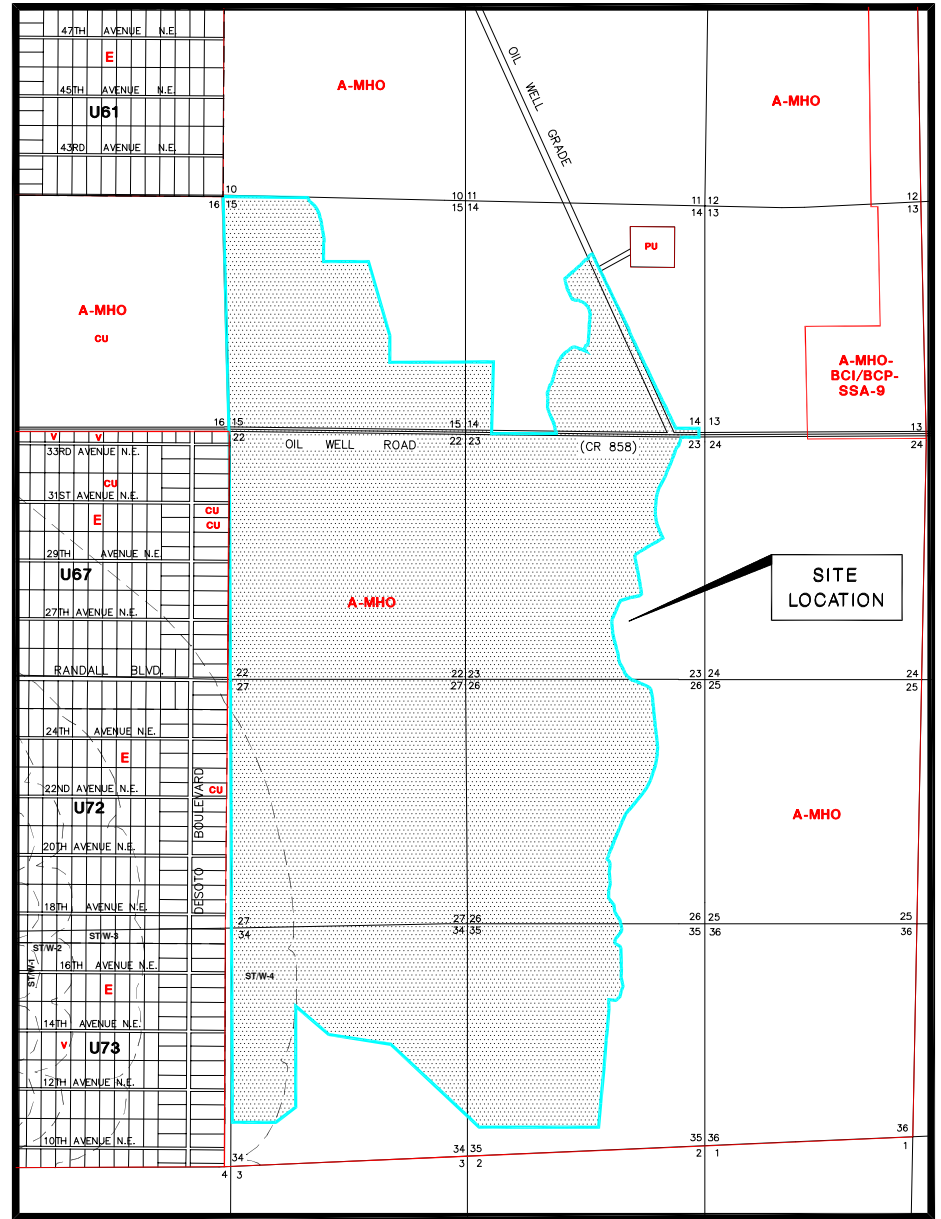 47TH AVENUE N.E.
E
45TH AVENUE N.E.
U61
43RD AVENUE N.E.
A-MHO
OIL WELL GRADE
A-MHO
10
16 15
10 11
15 14
11 12
14 13
12
13
PU
A-MHO
CU
A-MHO-
BCI/BCP-
SSA-9
16 15
22
15 14
22 23
14 13
23 24
13
24
OIL WELL ROAD
(CR 858)
V V
33RD AVENUE N.E.
CU
31ST AVENUE N.E.
E
CU
CU
29TH AVENUE N.E.
U67
27TH AVENUE N.E.
RANDALL BLVD.
A-MHO
SITE
LOCATION
22
27
22 23
27 26
23 24
26 25
24
25
24TH AVENUE N.E.
E
22ND AVENUE N.E.
CU
U72
20TH AVENUE N.E.
DESOTO BOULEVARD
A-MHO
18TH AVENUE N.E.
27
34
27 26
34 35
26 25
35 36
25
36
ST/W-3
ST/W-2
ST/W-1
16TH AVENUE N.E.
ST/W-4
E
14TH AVENUE N.E.
V
U73
12TH AVENUE N.E.
10TH AVENUE N.E.
34
4 3
34 35
3 2
35 36
2 1
36
1